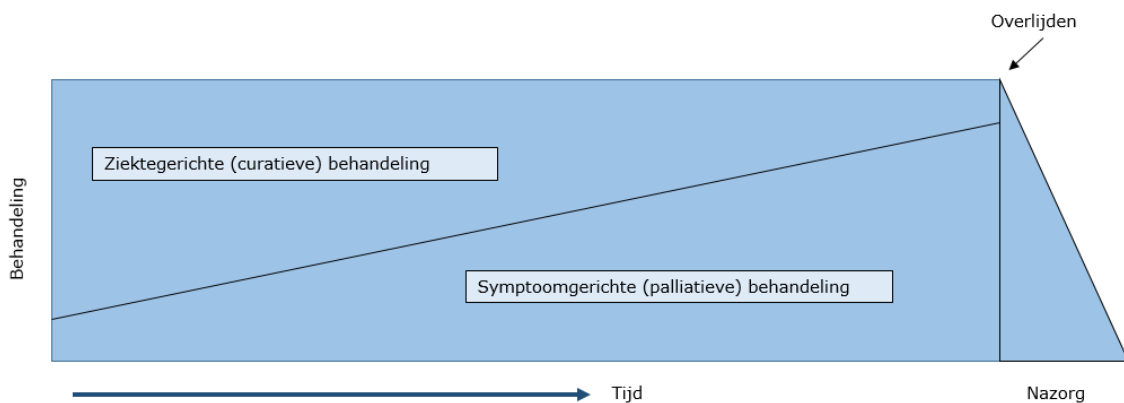 Overlijden
Ziektegerichte (curatieve) behandeling
Behandeling
Symptoomgerichte (palliatieve) behandeling
Tijd
Nazorg